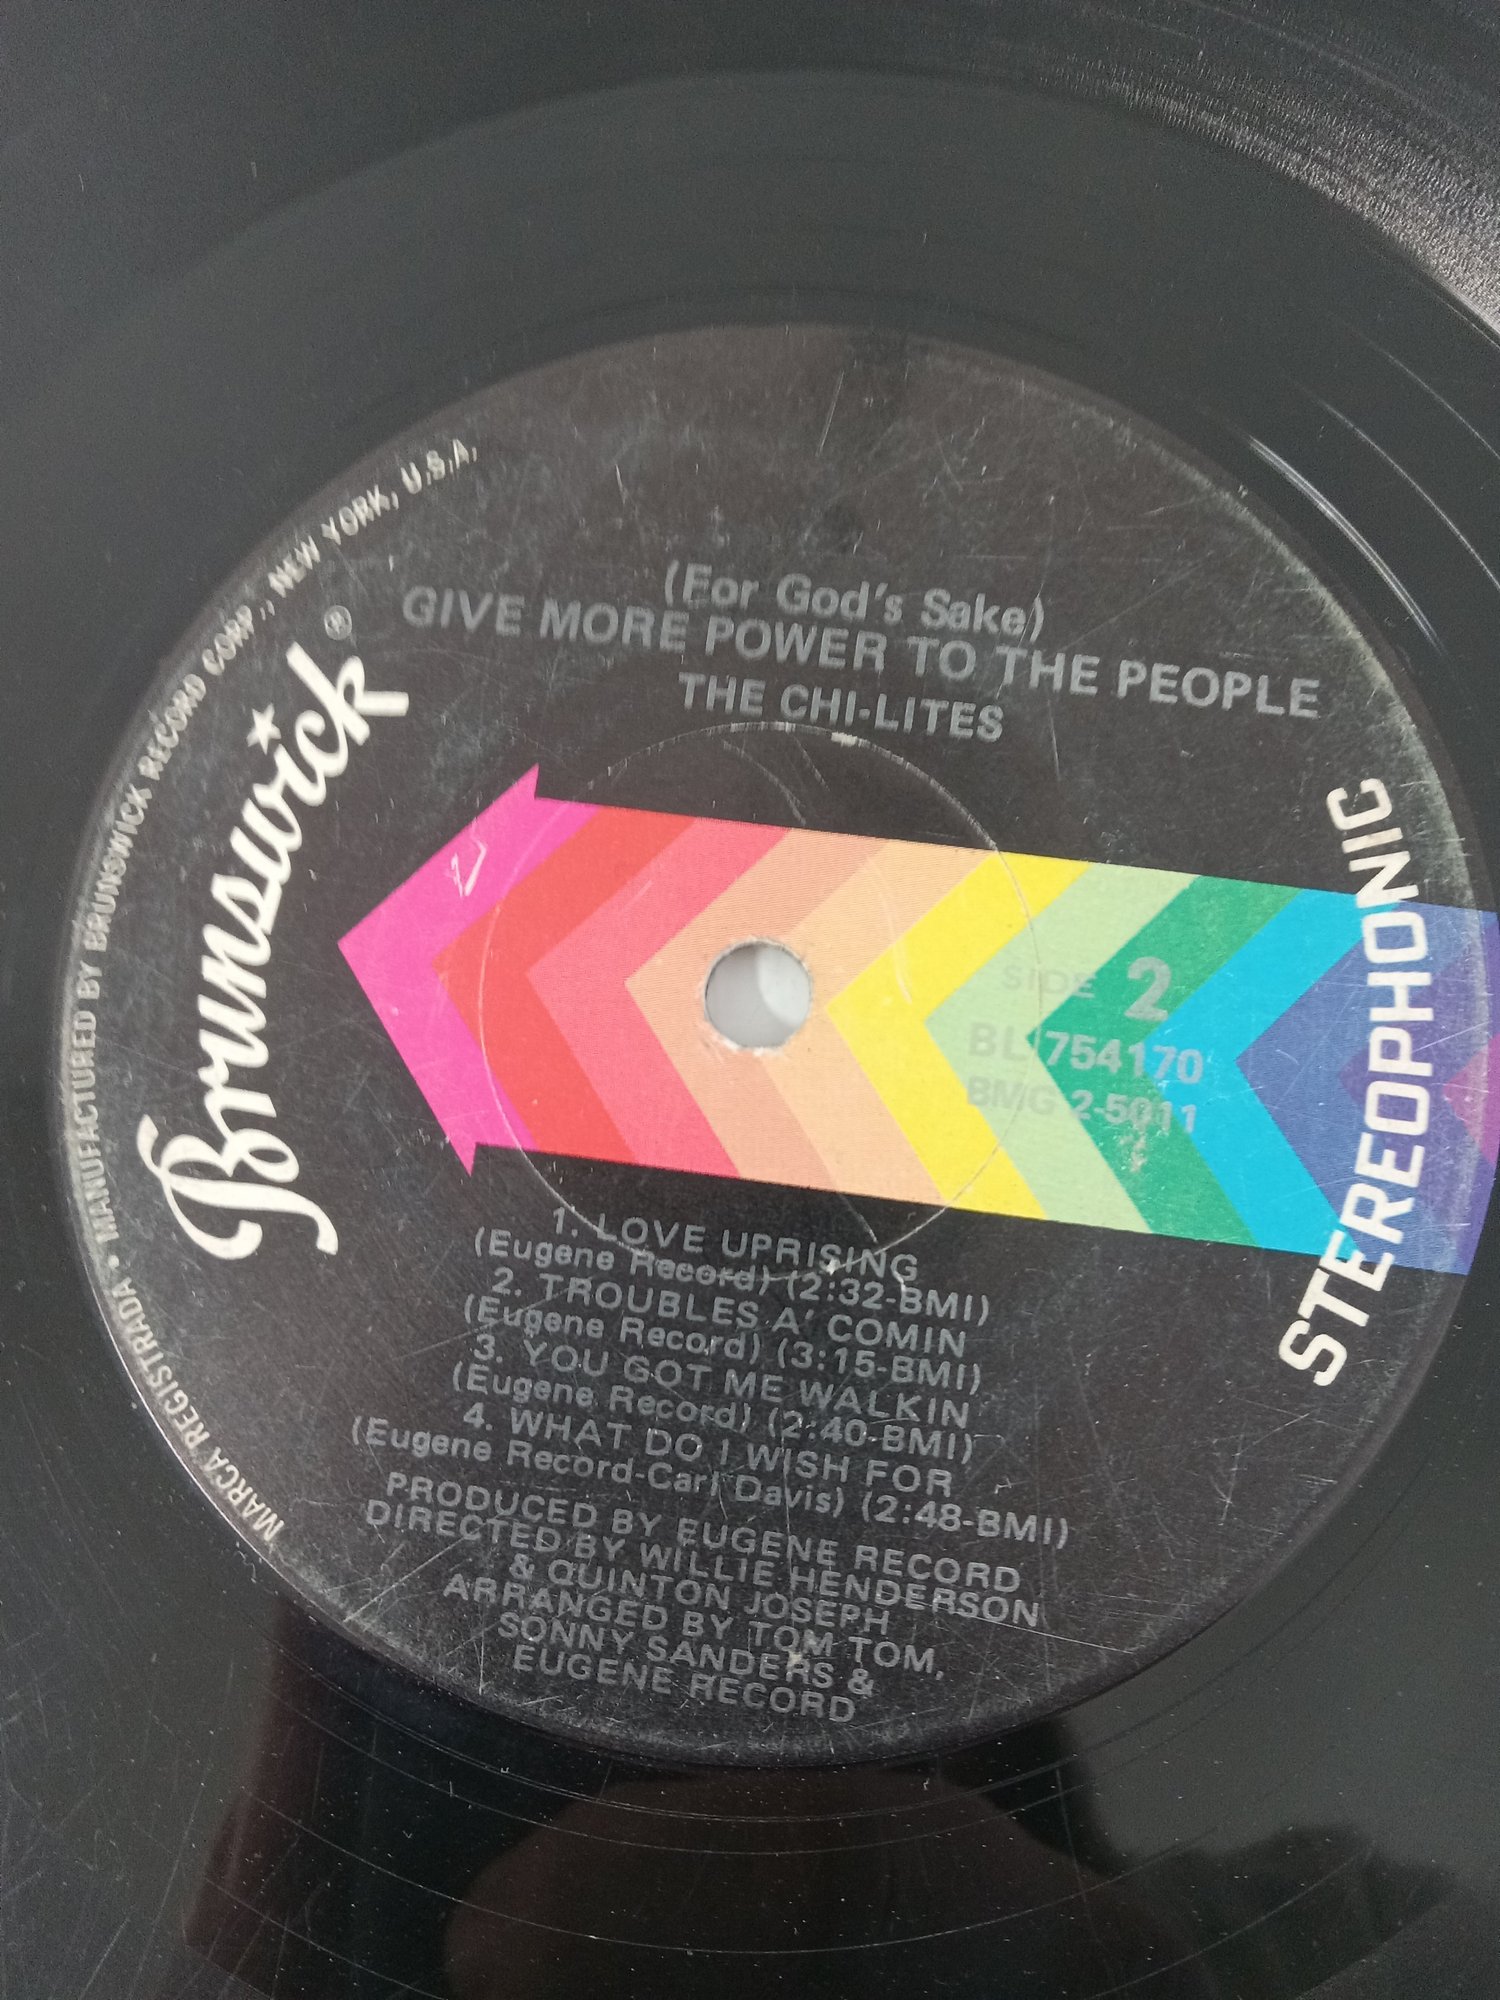 (For God's Sake)
GIVE MORE POWER TO THE PEOPLE
THE CHI-LITES
Brunswick ®
STEREOPHONIC
SIDE 2
BL 754170
BMG 2-5011
1. LOVE UPRISING
(Eugene Record) (2:32-BMI)
2. TROUBLES A' COMIN
(Eugene Record) (3:15-BMI)
3. YOU GOT ME WALKIN
(Eugene Record) (2:40-BMI)
4. WHAT DO I WISH FOR
(Eugene Record-Carl Davis) (2:48-BMI)
PRODUCED BY EUGENE RECORD
DIRECTED BY WILLIE HENDERSON
& QUINTON JOSEPH
ARRANGED BY TOM TOM,
SONNY SANDERS &
EUGENE RECORD
MARCA REGISTRADA • MANUFACTURED BY BRUNSWICK RECORD CORP., NEW YORK, U.S.A.